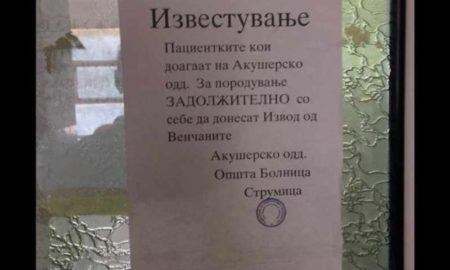 Известување
Пациентките кои
доаѓаат на Акушерско
одд. За породување
ЗАДОЛЖИТЕЛНО со
себе да донесат Извод од
Венчаните
Акушерско одд.
Општа Болница
Струмица